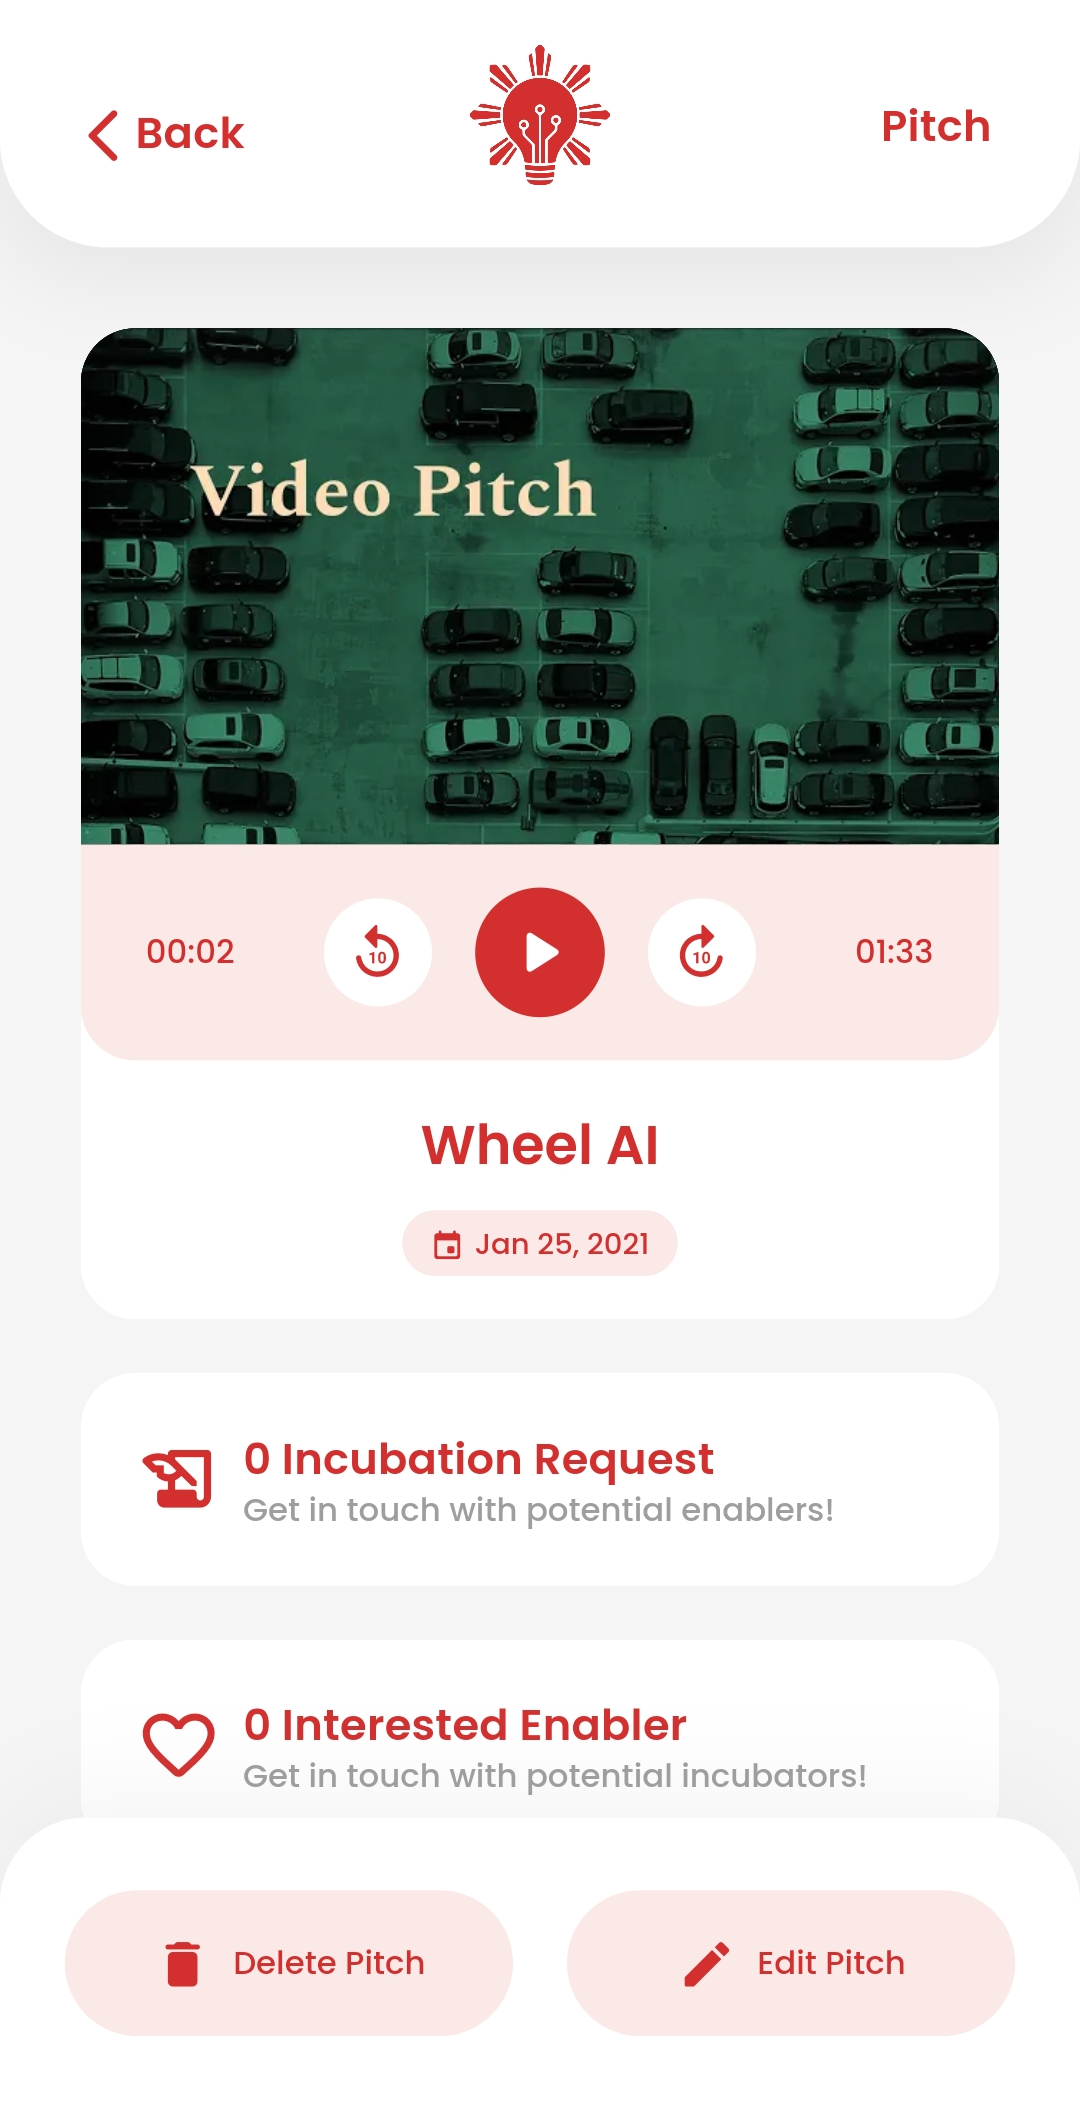 Back
Pitch
Video Pitch
00:02
10
10
01:33
Wheel AI
Jan 25, 2021
0 Incubation Request
Get in touch with potential enablers!
0 Interested Enabler
Get in touch with potential incubators!
Delete Pitch
Edit Pitch